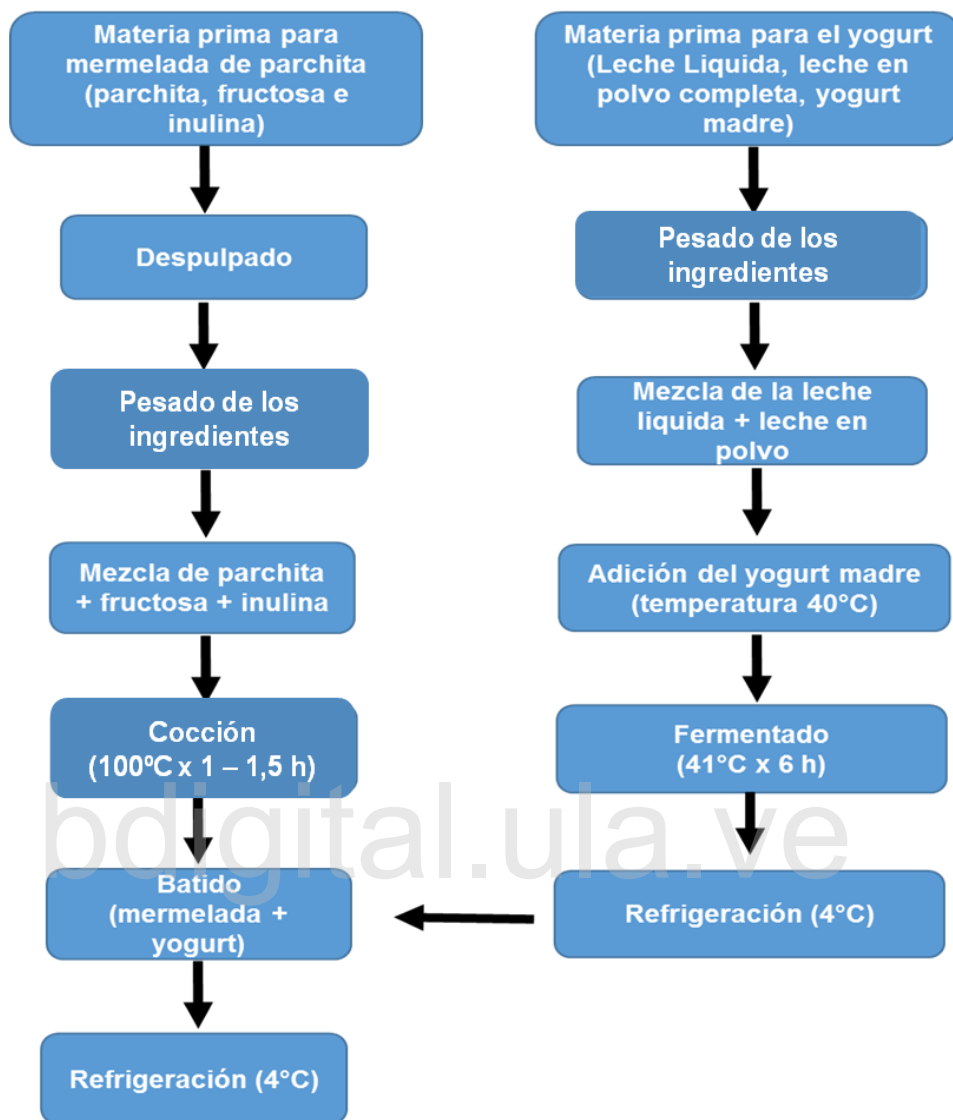 Materia prima para
mermelada de parchita
(parchita, fructosa e
inulina)
Despulpado
Pesado de los
ingredientes
Mezcla de parchita
+ fructosa + inulina
Cocción
(100ºC x 1 – 1,5 h)
Batido
(mermelada +
yogurt)
Refrigeración (4°C)
Materia prima para el yogurt
(Leche Liquida, leche en
polvo completa, yogurt
madre)
Pesado de los
ingredientes
Mezcla de la leche
liquida + leche en
polvo
Adición del yogurt madre
(temperatura 40°C)
Fermentado
(41°C x 6 h)
Refrigeración (4°C)
bdigital.ula.ve